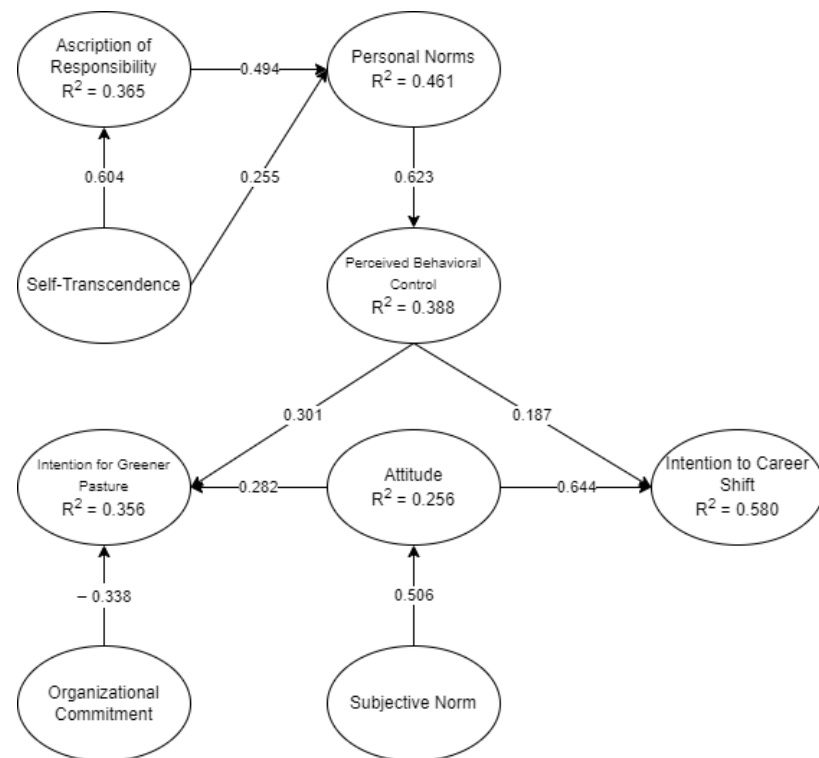 Ascription of
Responsibility
R² = 0.365
0.494
Personal Norms
R² = 0.461
0.604
0.255
0.623
Self-Transcendence
Perceived Behavioral
Control
R² = 0.388
0.301
0.187
Intention for Greener
Pasture
R² = 0.356
0.282
Attitude
R² = 0.256
0.644
Intention to Career
Shift
R² = 0.580
– 0.338
0.506
Organizational
Commitment
Subjective Norm